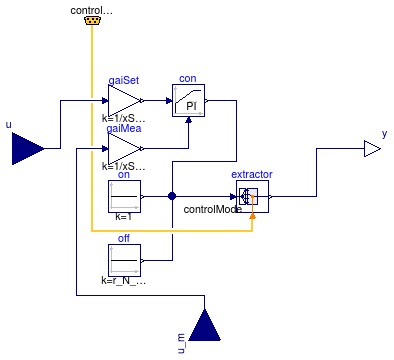 control...
gaiSet
con
PI
k=1/xS...
u
gaiMea
y
k=1/xS...
on
extractor
controlMode
k=1
off
k=r_N_...
u_m